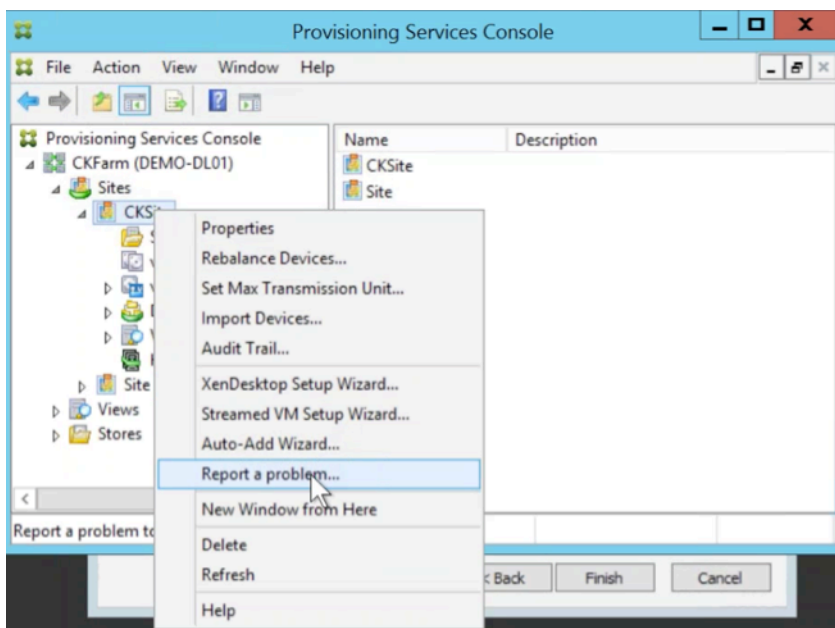 Provisioning Services Console
File Action View Window Help
Provisioning Services Console
CKFarm (DEMO-DL01)
Sites
Site
Views
Stores
Name Description
CKSite
Site
Properties
Rebalance Devices...
Set Max Transmission Unit...
Import Devices...
Audit Trail...
XenDesktop Setup Wizard...
Streamed VM Setup Wizard...
Auto-Add Wizard...
Report a problem...
New Window from Here
Delete
Refresh
Help
Report a problem
Back Finish Cancel